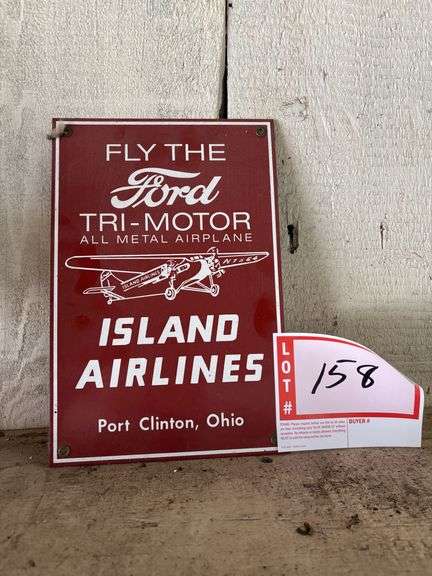 FLY THE
Ford
TRI-MOTOR
ALL METAL AIRPLANE
ISLAND AIRLINES
ISLAND
AIRLINES
Port Clinton, Ohio
LOT #
158
BUYER #